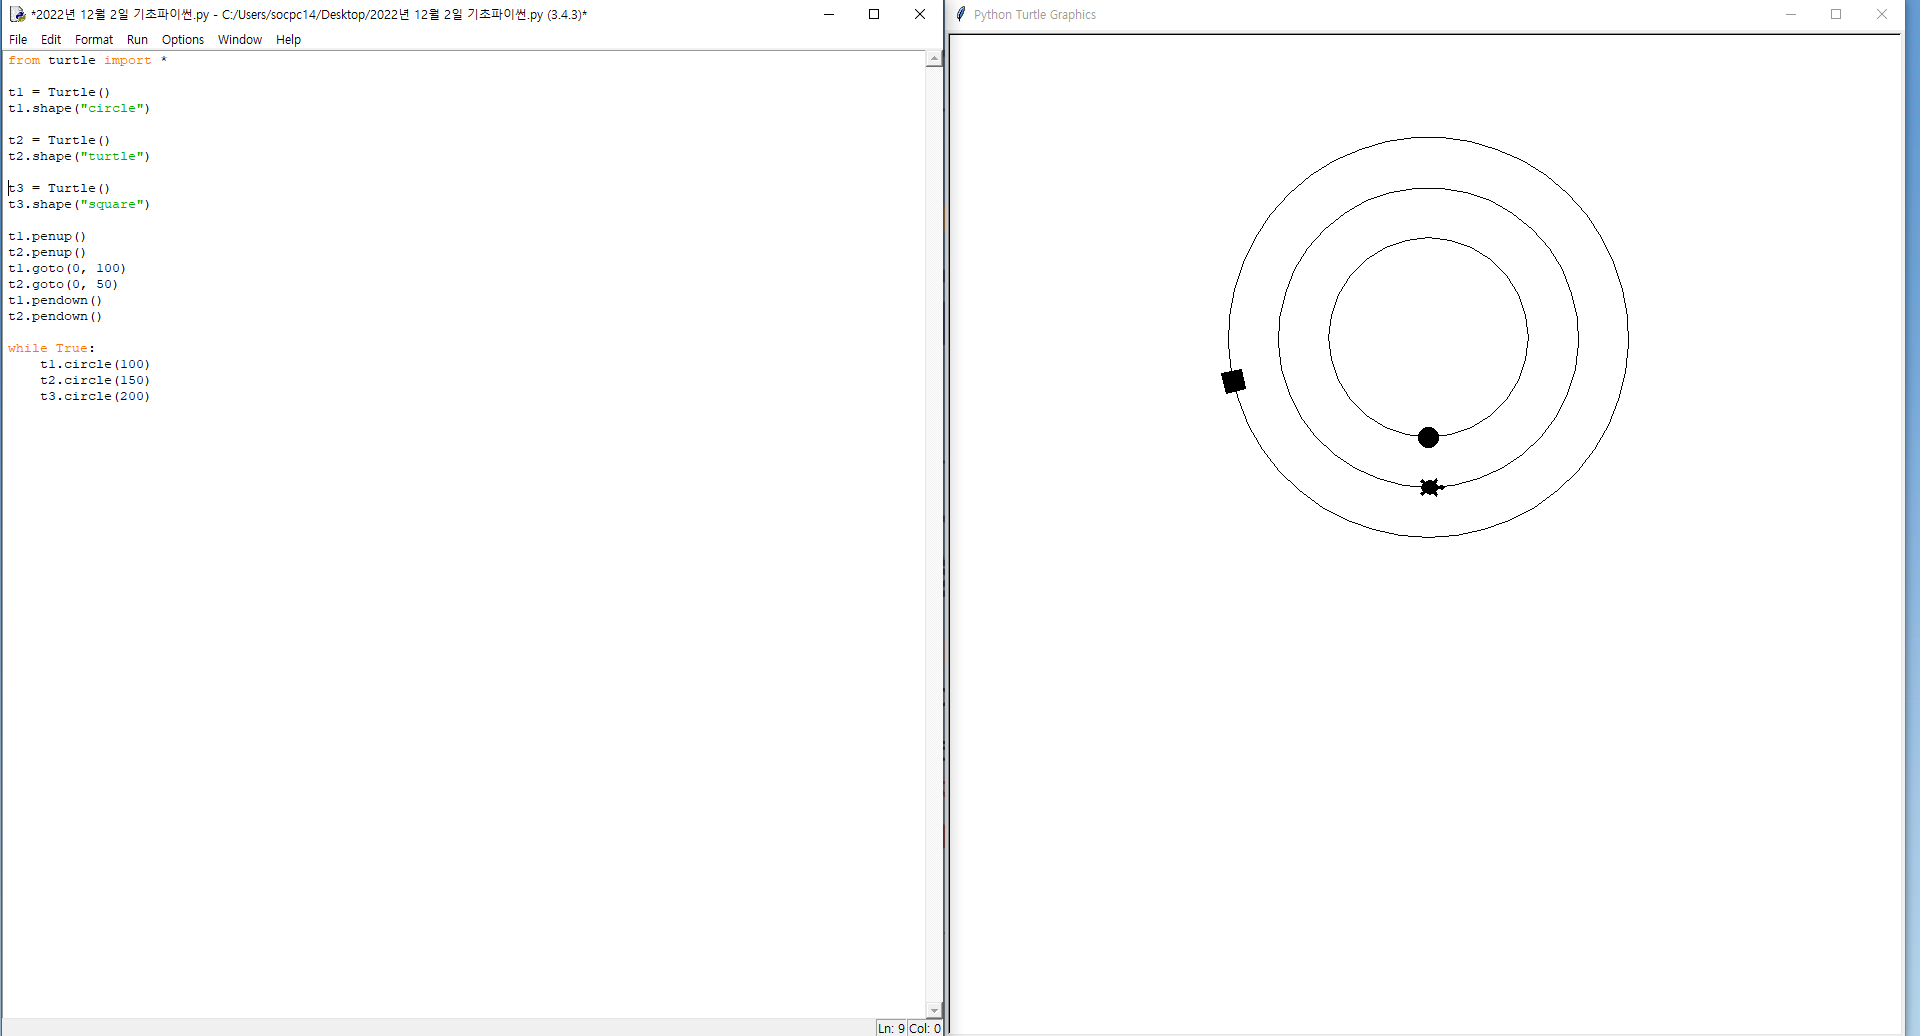 *2022년 12월 2일 기초파이썬.py - C:/Users/socpc14/Desktop/2022년 12월 2일 기초파이썬.py (3.4.3)*
File Edit Format Run Options Window Help
from turtle import *
t1 = Turtle()
t1.shape("circle")
t2 = Turtle()
t2.shape("turtle")
t3 = Turtle()
t3.shape("square")
t1.penup()
t2.penup()
t1.goto(0, 100)
t2.goto(0, 50)
t1.pendown()
t2.pendown()
while True:
    t1.circle(100)
    t2.circle(150)
    t3.circle(200)
Ln: 9 Col: 0
Python Turtle Graphics